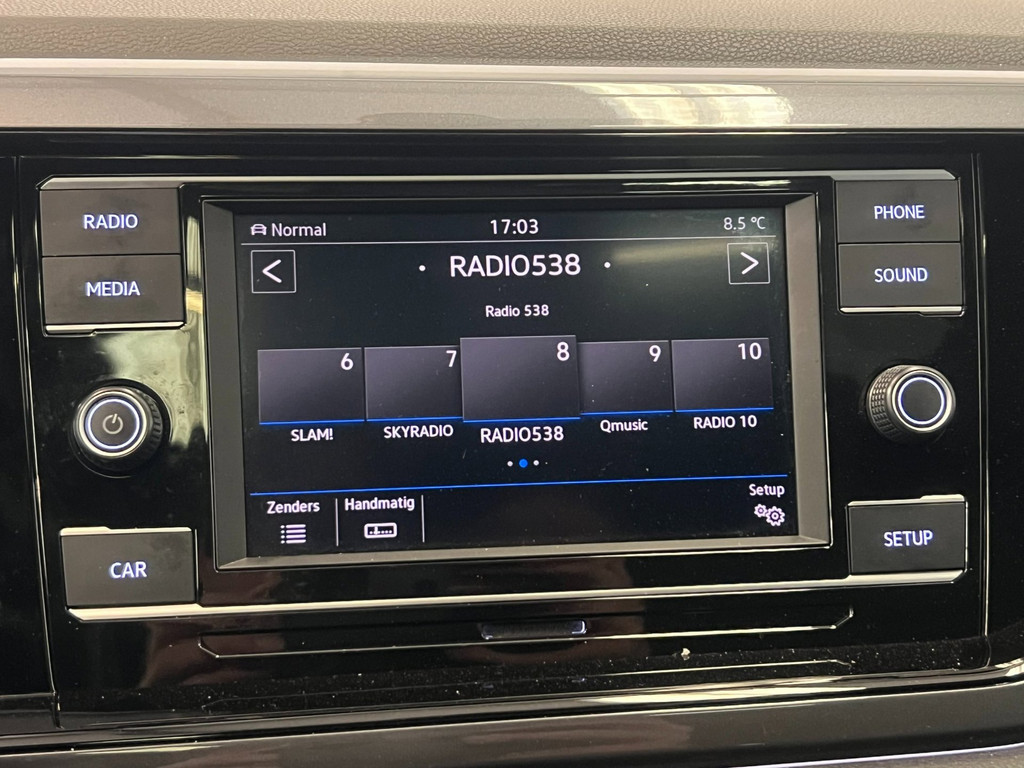 RADIO
MEDIA
CAR
Normal 17:03 8.5 °C
< • RADIO538 • >
Radio 538
6 7 8 9 10
SLAM! SKYRADIO RADIO538 Qmusic RADIO 10
Zenders Handmatig Setup
PHONE
SOUND
SETUP